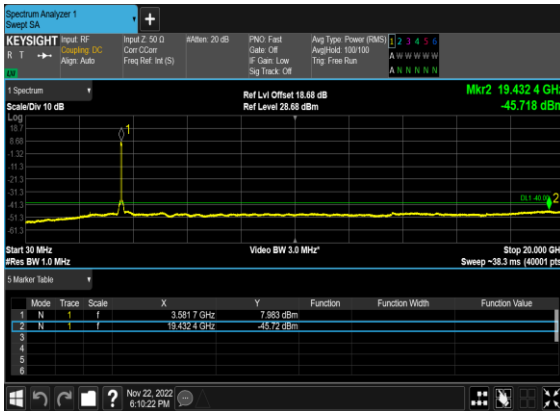 Spectrum Analyzer 1
Swept SA
+
KEYSIGHT Input: RF Input Z: 50 Ω #Atten: 20 dB PNO: Fast Avg Type: Power (RMS) 1 2 3 4 5 6
R T Coupling: DC Corr CCorr Gate: Off Avg|Hold: 100/100 A W W W W W
Align: Auto Freq Ref: Int (S) IF Gain: Low Trig: Free Run
Sig Track: Off A N N N N N
1 Spectrum Ref Lvl Offset 18.68 dB Mkr2 19.432 4 GHz
Scale/Div 10 dB Ref Level 28.68 dBm -45.718 dBm
Log
18.7
8.68
-1.32
-11.3
-21.3
-31.3
-41.3
-51.3
-61.3
1
2
Start 30 MHz Video BW 3.0 MHz* Stop 20.000 GHz
#Res BW 1.0 MHz Sweep ~38.3 ms (40001 pts)
5 Marker Table
Mode Trace Scale X Y Function Function Width Function Value
1 N 1 f 3.581 7 GHz 7.983 dBm
2 N 1 f 19.432 4 GHz -45.72 dBm
3
4
5
6
? Nov 22, 2022
6:10:22 PM